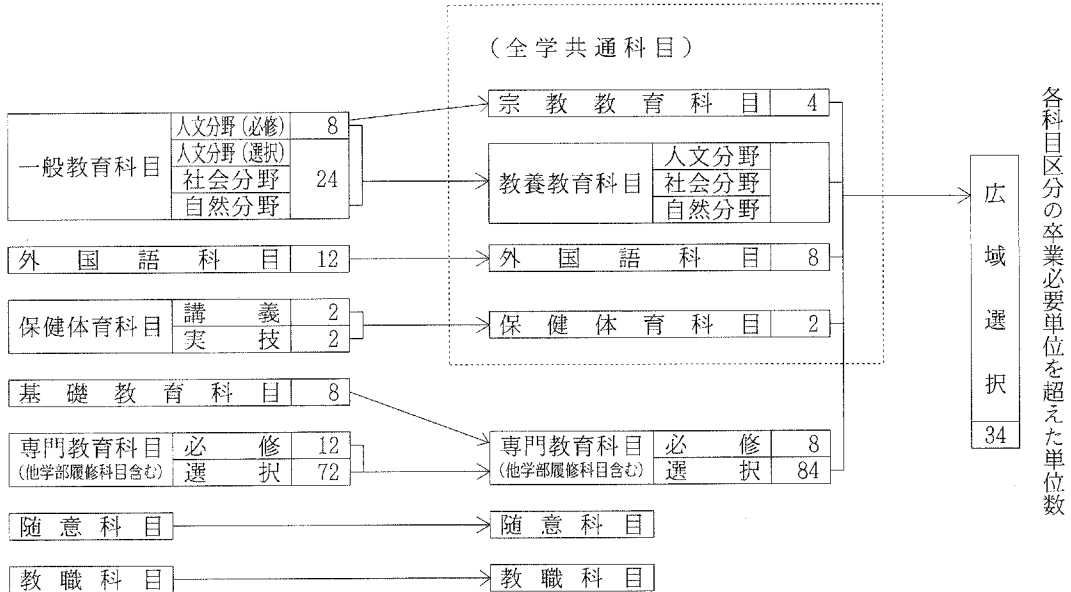 (全学共通科目)
宗教教育科目 4
一般教育科目
人文分野(必修) 8
人文分野(選択)
社会分野
自然分野
24
教養教育科目
人文分野
社会分野
自然分野
外国語科目 12
外国語科目 8
保健体育科目
講義 2
実技 2
保健体育科目 2
基礎教育科目 8
専門教育科目
(他学部履修科目含む)
必修 12
選択 72
専門教育科目
(他学部履修科目含む)
必修 8
選択 84
随意科目
随意科目
教職科目
教職科目
広域選択
34
各科目区分の卒業必要単位を超えた単位数